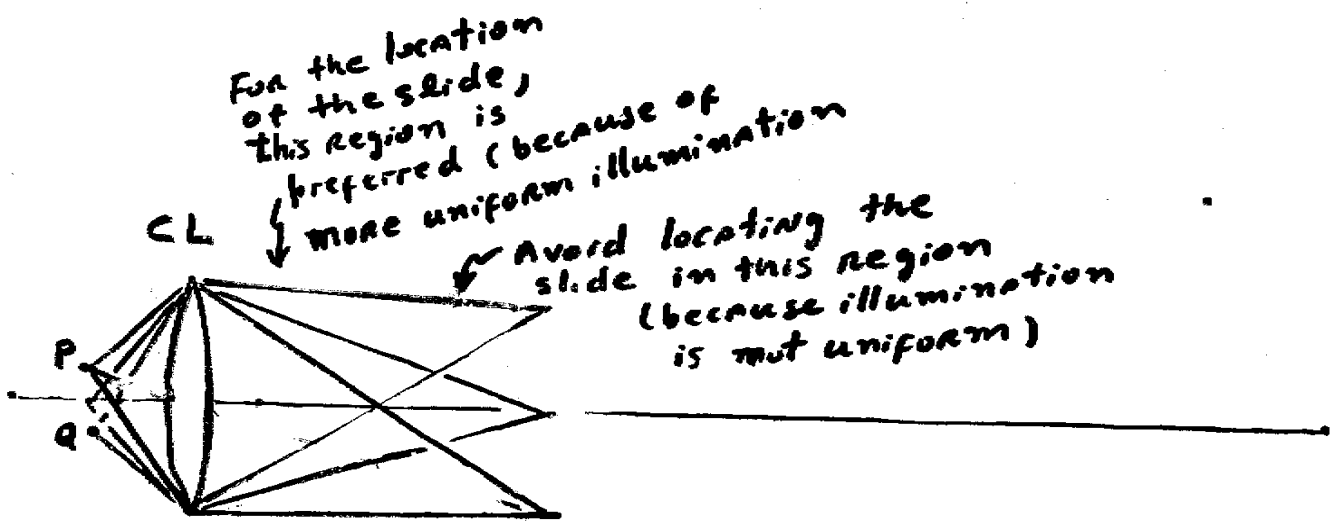 For the location
of the slide,
this region is
preferred (because of
more uniform illumination
CL
Avoid locating the
slide in this region
(because illumination
is not uniform)
P
Q